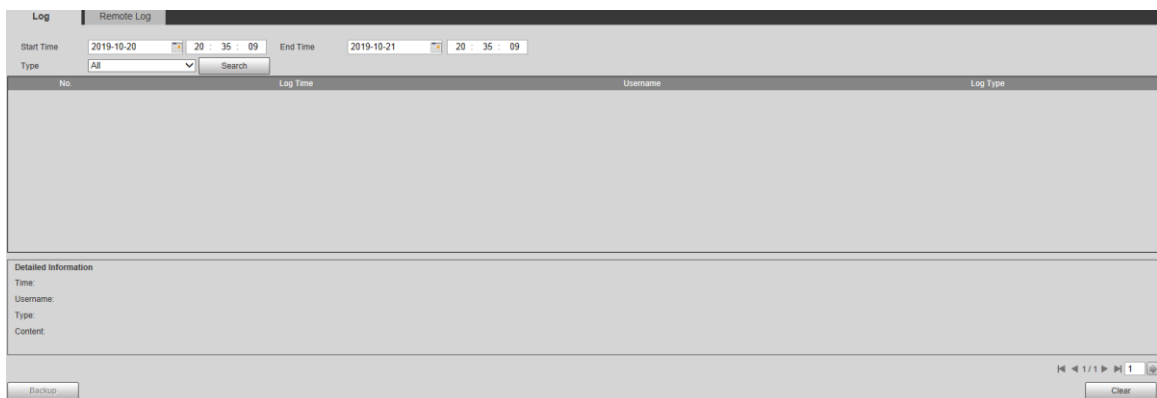 Log Remote Log
Start Time 2019-10-20 20 : 35 : 09 End Time 2019-10-21 20 : 35 : 09
Type All Search
No. Log Time Username Log Type
Detailed Information
Time:
Username:
Type:
Content:
1 / 1 1
Backup Clear